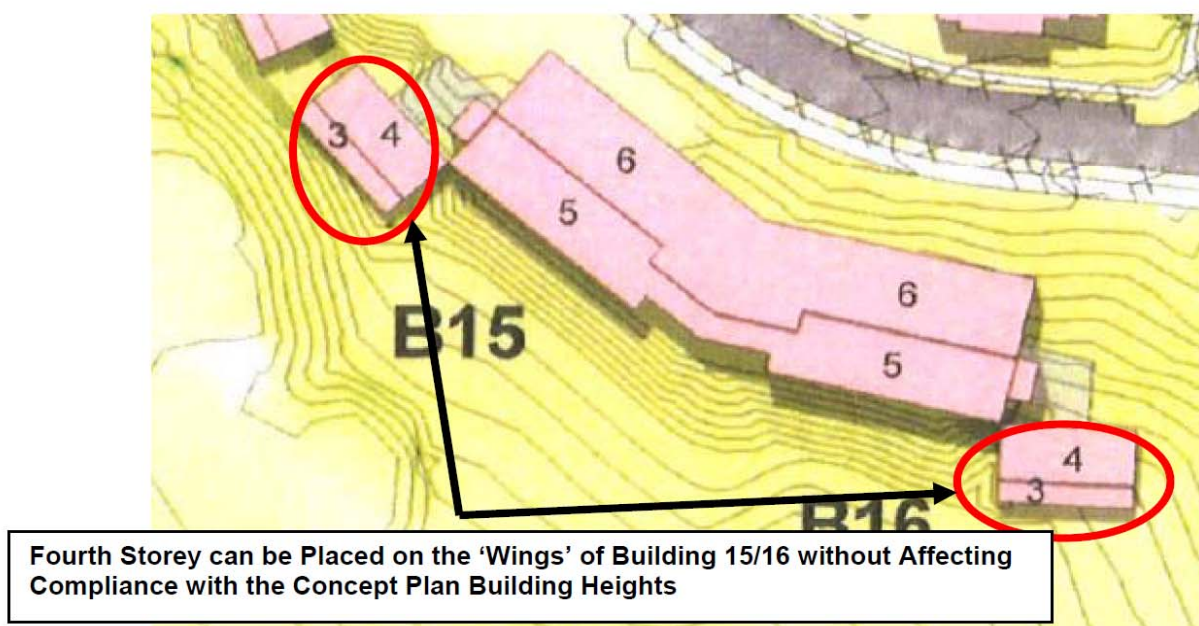 3 4
6
5
6
5
B15
4
3
B16
Fourth Storey can be Placed on the ‘Wings’ of Building 15/16 without Affecting
Compliance with the Concept Plan Building Heights